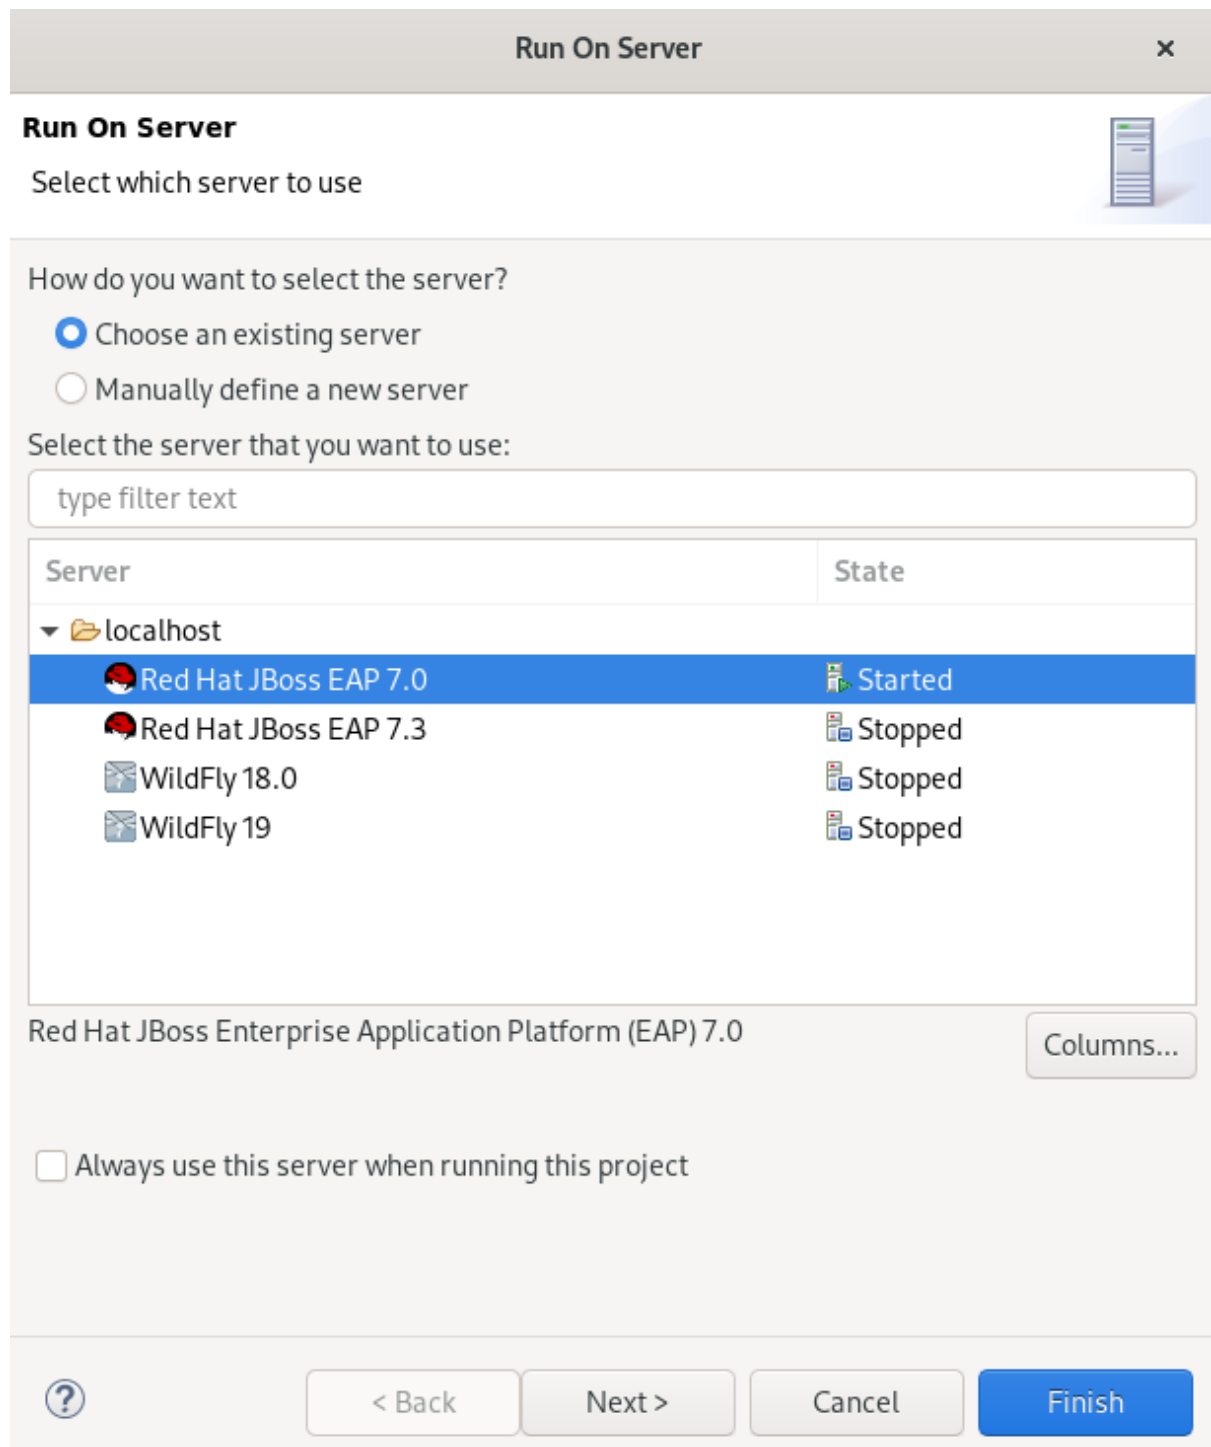 Run On Server
Run On Server
Select which server to use
How do you want to select the server?
Choose an existing server
Manually define a new server
Select the server that you want to use:
type filter text
Server State
localhost
Red Hat JBoss EAP 7.0 Started
Red Hat JBoss EAP 7.3 Stopped
WildFly 18.0 Stopped
WildFly 19 Stopped
Red Hat JBoss Enterprise Application Platform (EAP) 7.0
Columns...
Always use this server when running this project
? < Back Next > Cancel Finish